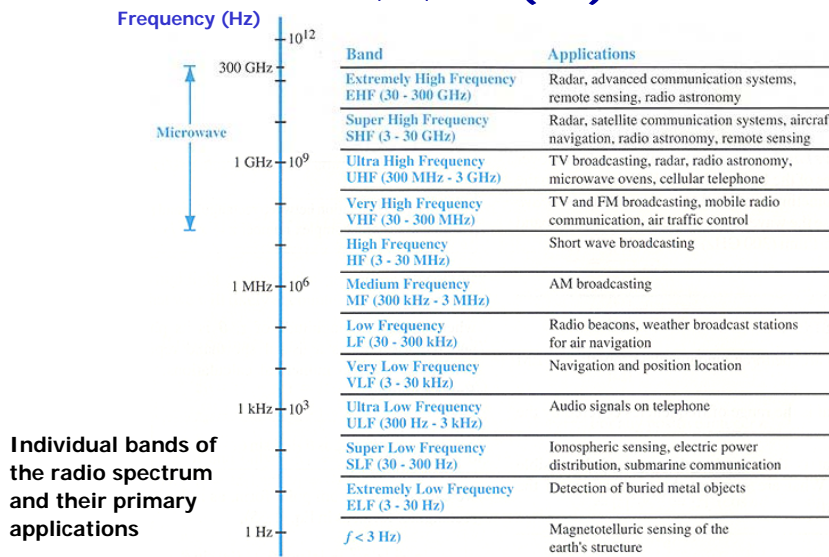 Frequency (Hz)
10¹²
Band Applications
300 GHz
Extremely High Frequency Radar, advanced communication systems,
EHF (30 - 300 GHz) remote sensing, radio astronomy
Super High Frequency Radar, satellite communication systems, aircraf
SHF (3 - 30 GHz) navigation, radio astronomy, remote sensing
Microwave
Ultra High Frequency TV broadcasting, radar, radio astronomy,
1 GHz 10⁹
UHF (300 MHz - 3 GHz) microwave ovens, cellular telephone
Very High Frequency TV and FM broadcasting, mobile radio
VHF (30 - 300 MHz) communication, air traffic control
High Frequency Short wave broadcasting
HF (3 - 30 MHz)
1 MHz 10⁶
Medium Frequency AM broadcasting
MF (300 kHz - 3 MHz)
Low Frequency Radio beacons, weather broadcast stations
LF (30 - 300 kHz) for air navigation
Very Low Frequency Navigation and position location
VLF (3 - 30 kHz)
1 kHz 10³
Ultra Low Frequency Audio signals on telephone
ULF (300 Hz - 3 kHz)
Super Low Frequency Ionospheric sensing, electric power
SLF (30 - 300 Hz) distribution, submarine communication
Extremely Low Frequency Detection of buried metal objects
ELF (3 - 30 Hz)
1 Hz
f < 3 Hz) Magnetotelluric sensing of the
earth's structure
Individual bands of
the radio spectrum
and their primary
applications